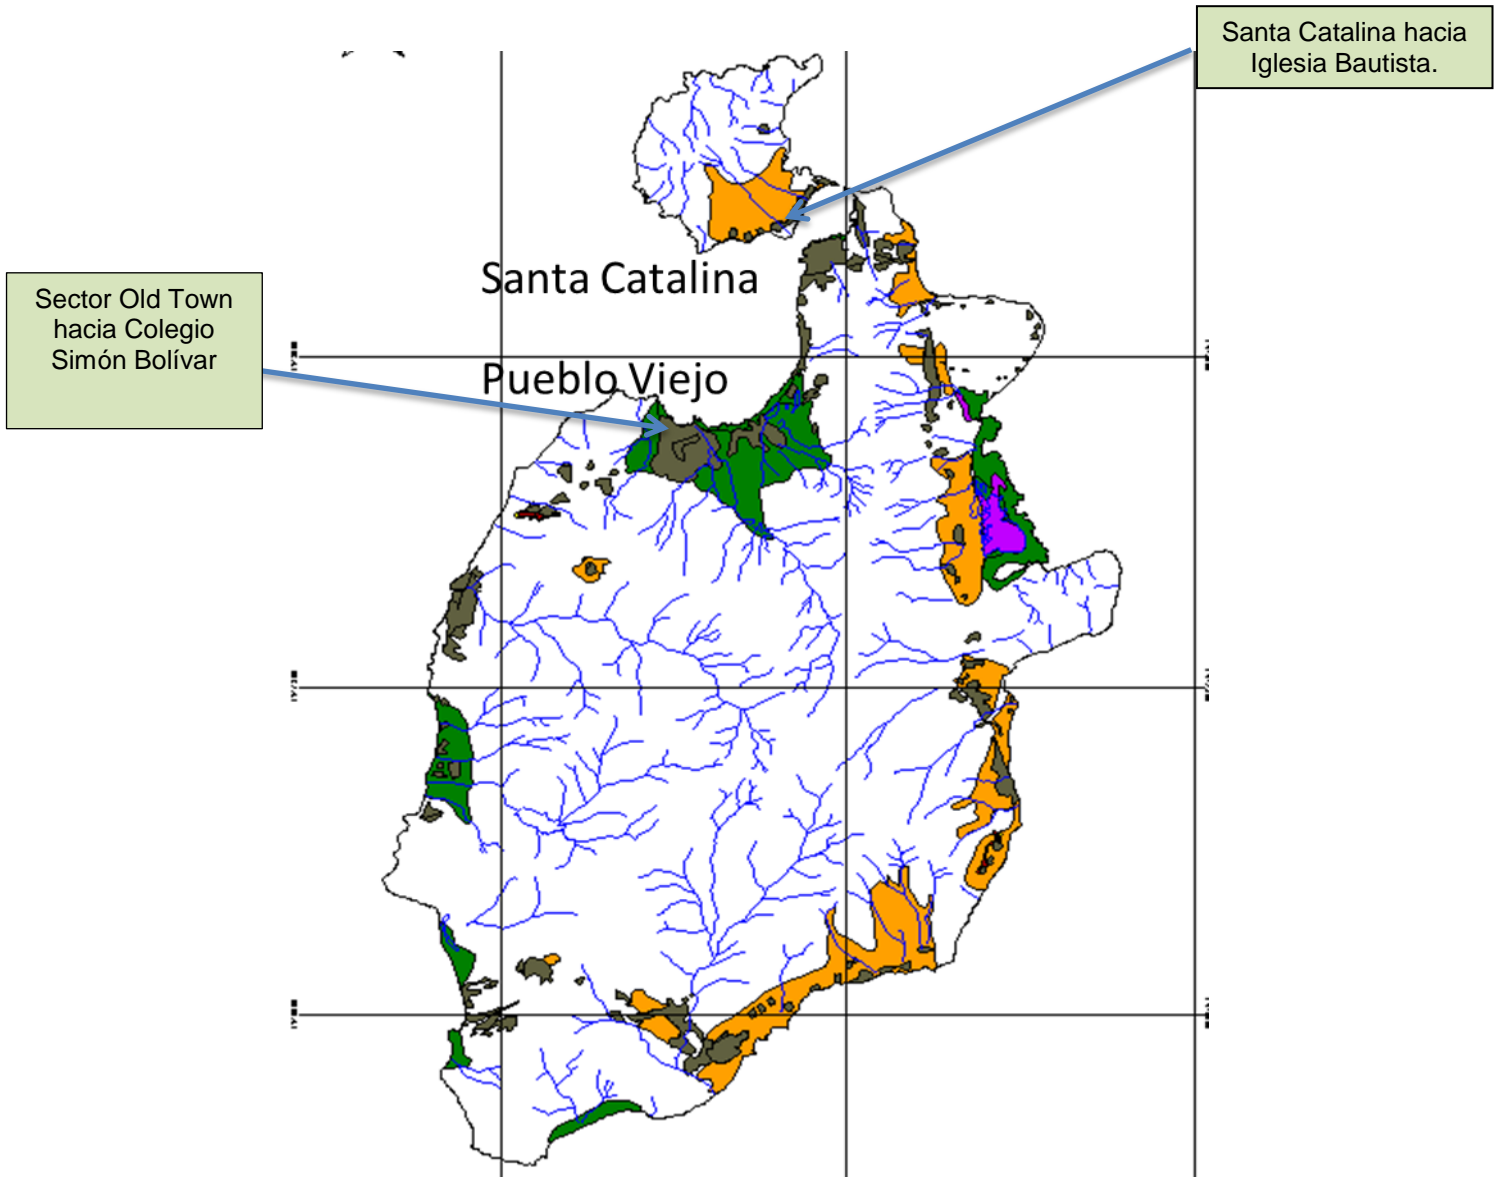 Santa Catalina hacia
Iglesia Bautista.
Santa Catalina
Sector Old Town
hacia Colegio
Simón Bolívar
Pueblo Viejo